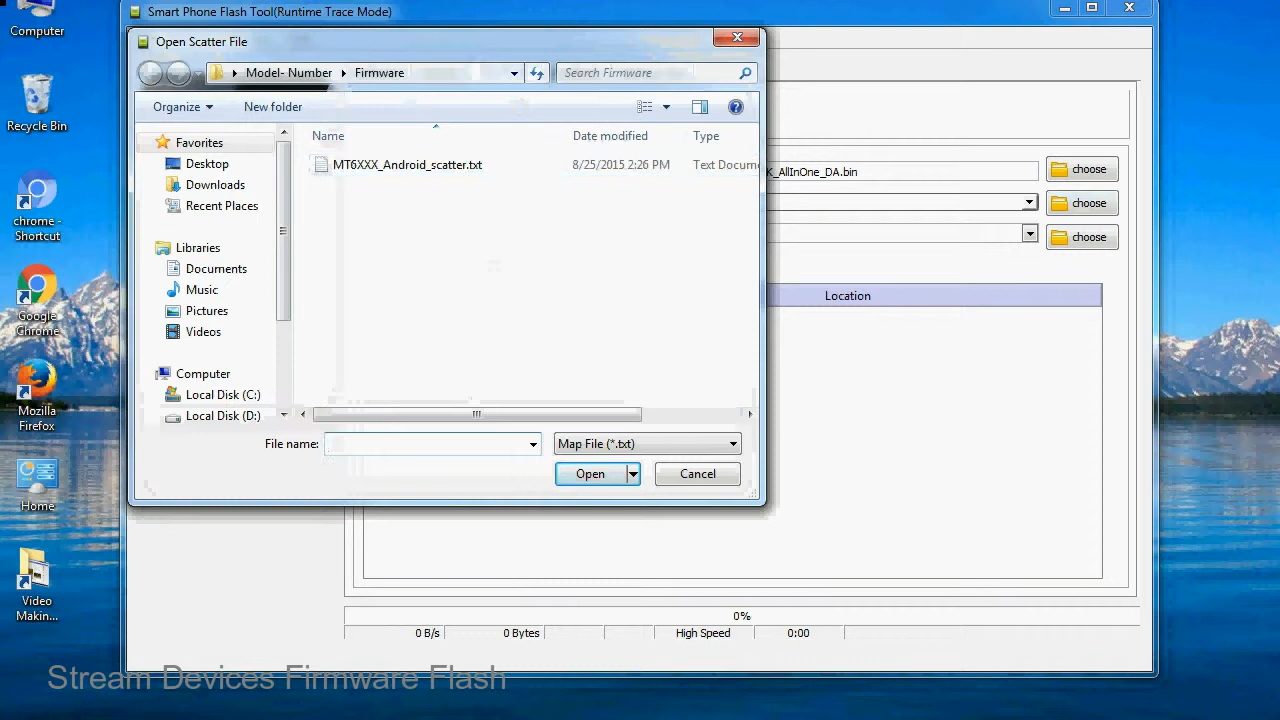 Computer
Recycle Bin
chrome -
Shortcut
Google
Chrome
Mozilla
Firefox
Home
Video
Makin...
Smart Phone Flash Tool(Runtime Trace Mode)
Open Scatter File
Model- Number
Firmware
Search Firmware
Organize
New folder
Name
Date modified
Type
Favorites
Desktop
Downloads
Recent Places
Libraries
Documents
Music
Pictures
Videos
Computer
Local Disk (C:)
Local Disk (D:)
MT6XXX_Android_scatter.txt
8/25/2015 2:26 PM
Text Docum
File name:
Map File (*.txt)
Open
Cancel
K_AllInOne_DA.bin
choose
choose
choose
Location
0%
0 B/s
0 Bytes
High Speed
0:00
Stream Devices Firmware Flash